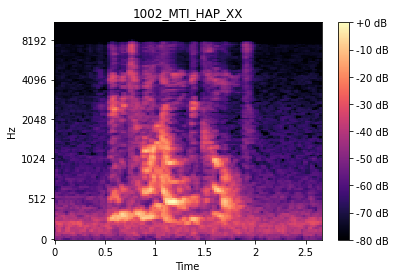 1002_MTI_HAP_XX
+0 dB
8192
-10 dB
4096
-20 dB
-30 dB
2048
Hz
-40 dB
1024
-50 dB
512
-60 dB
-70 dB
0
-80 dB
0 0.5 1 1.5 2 2.5
Time